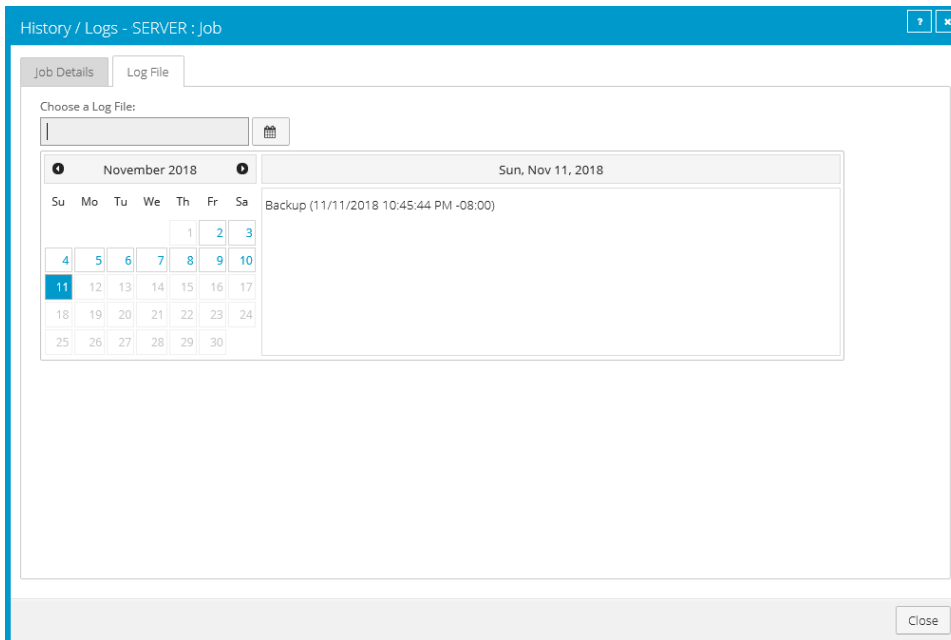 History / Logs - SERVER : Job
?
x
Job Details
Log File
Choose a Log File:
November 2018
Sun, Nov 11, 2018
Su Mo Tu We Th Fr Sa
Backup (11/11/2018 10:45:44 PM -08:00)
1 2 3
4 5 6 7 8 9 10
11 12 13 14 15 16 17
18 19 20 21 22 23 24
25 26 27 28 29 30
Close